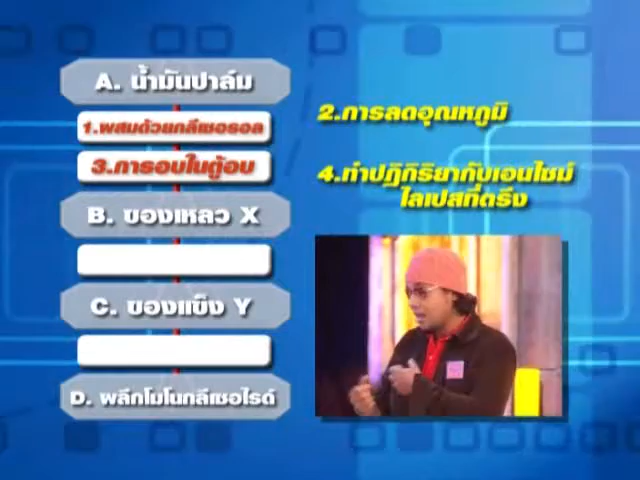 A. น้ำมันปาล์ม
1.ผสมด้วยกลีเซอรอล
3.การอบในตู้อบ
B. ของเหลว X
C. ของแข็ง Y
D. ผลึกโมโนกลีเซอไรด์
2.การลดอุณหภูมิ
4.ทำปฏิกิริยากับเอนไซม์
ไลเปสที่ตรึง